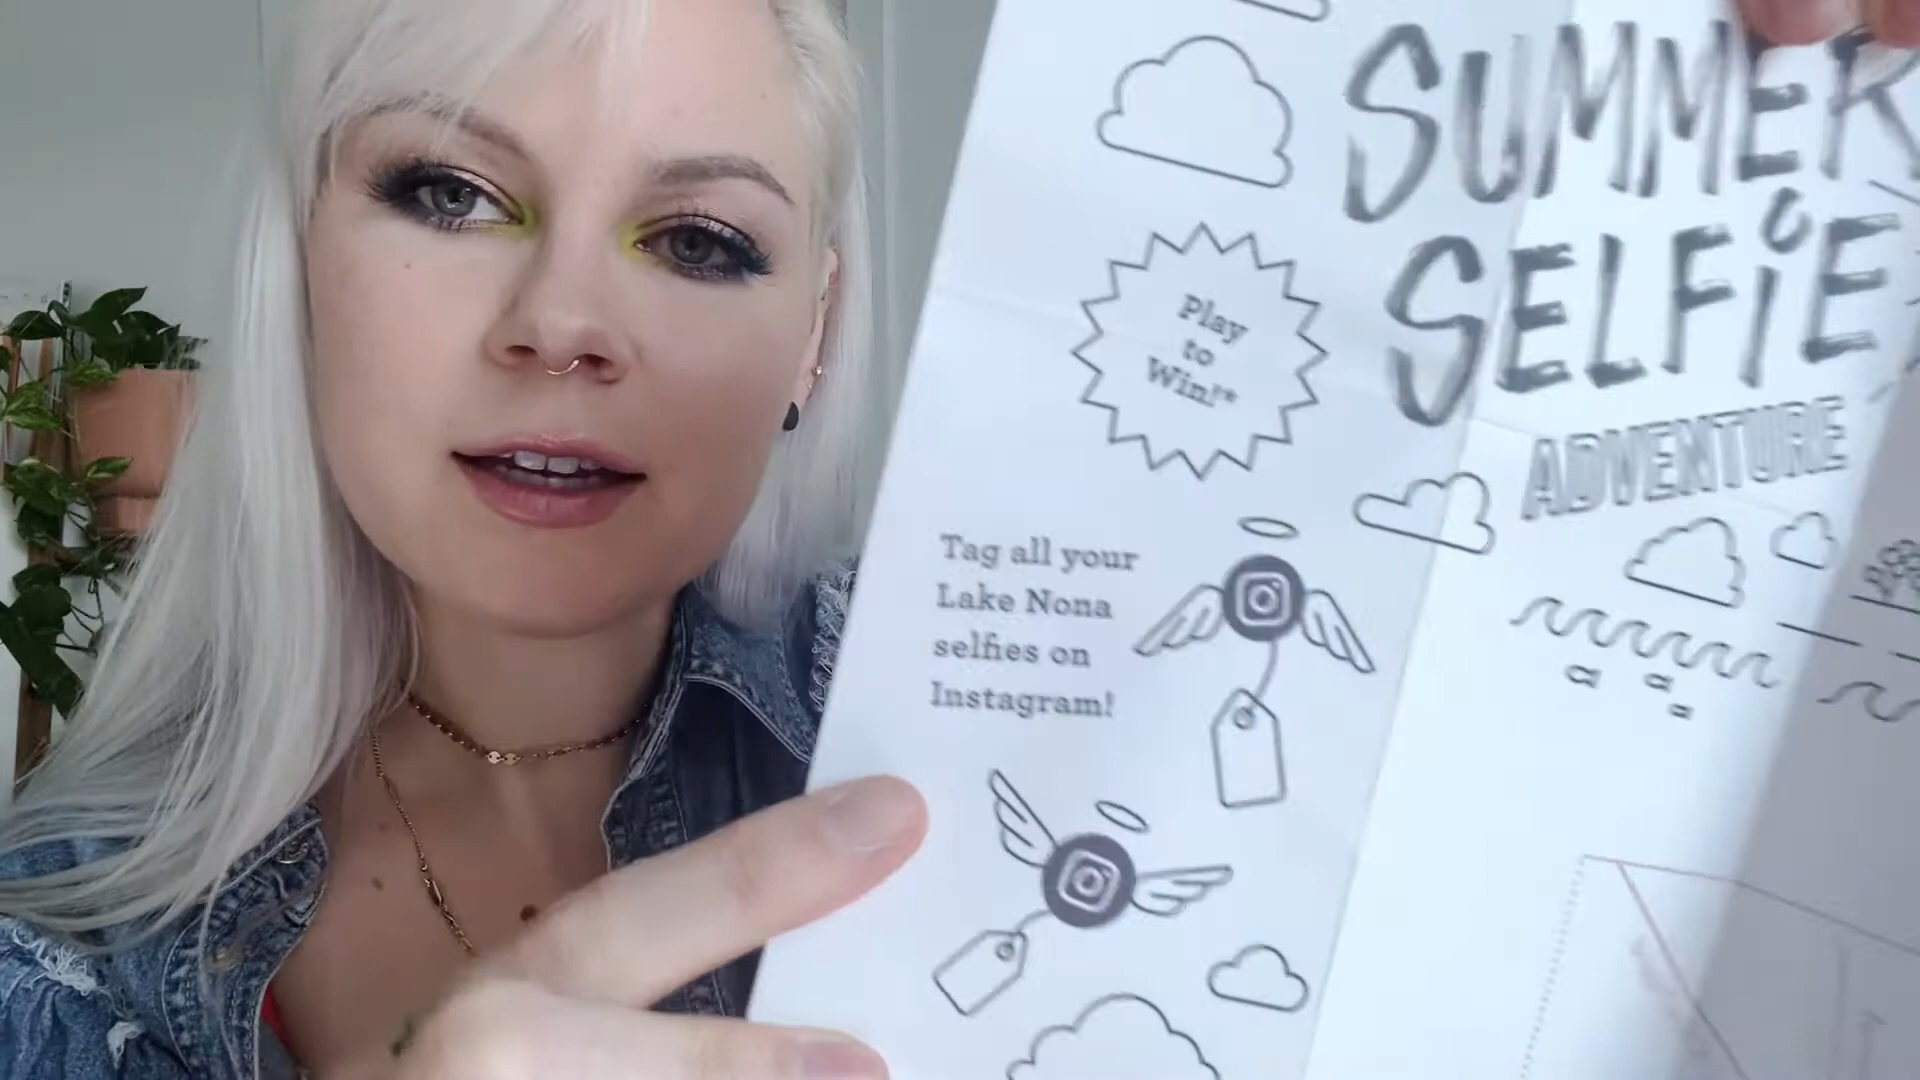 SUMMER
SELFiE
ADVENTURE
Play
to
Win!*
Tag all your
Lake Nona
selfies on
Instagram!